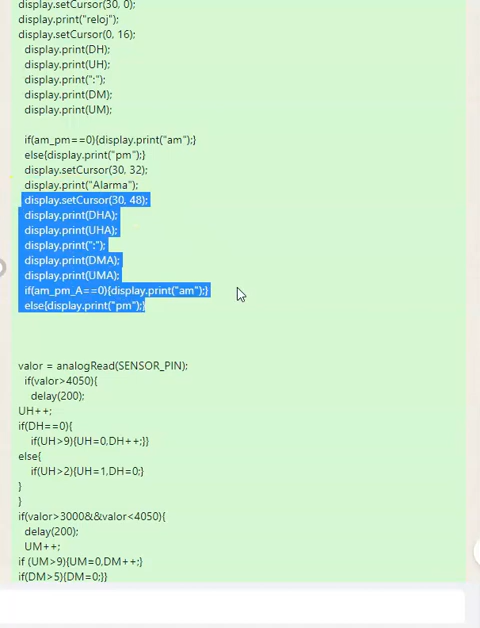 display.setCursor(30, 0);
display.print("reloj");
display.setCursor(0, 16);
display.print(DH);
display.print(UH);
display.print(":");
display.print(DM);
display.print(UM);
if(am_pm==0){display.print("am");}
else{display.print("pm");}
display.setCursor(30, 32);
display.print("Alarma");
display.setCursor(30, 48);
display.print(DHA);
display.print(UHA);
display.print(":");
display.print(DMA);
display.print(UMA);
if(am_pm_A==0){display.print("am");}
else{display.print("pm");}
valor = analogRead(SENSOR_PIN);
if(valor>4050){
delay(200);
UH++;
if(DH==0){
if(UH>9){UH=0,DH++;}}
else{
if(UH>2){UH=1,DH=0;}
}
}
if(valor>3000&&valor<4050){
delay(200);
UM++;
if (UM>9){UM=0,DM++;}
if(DM>5){DM=0;}}